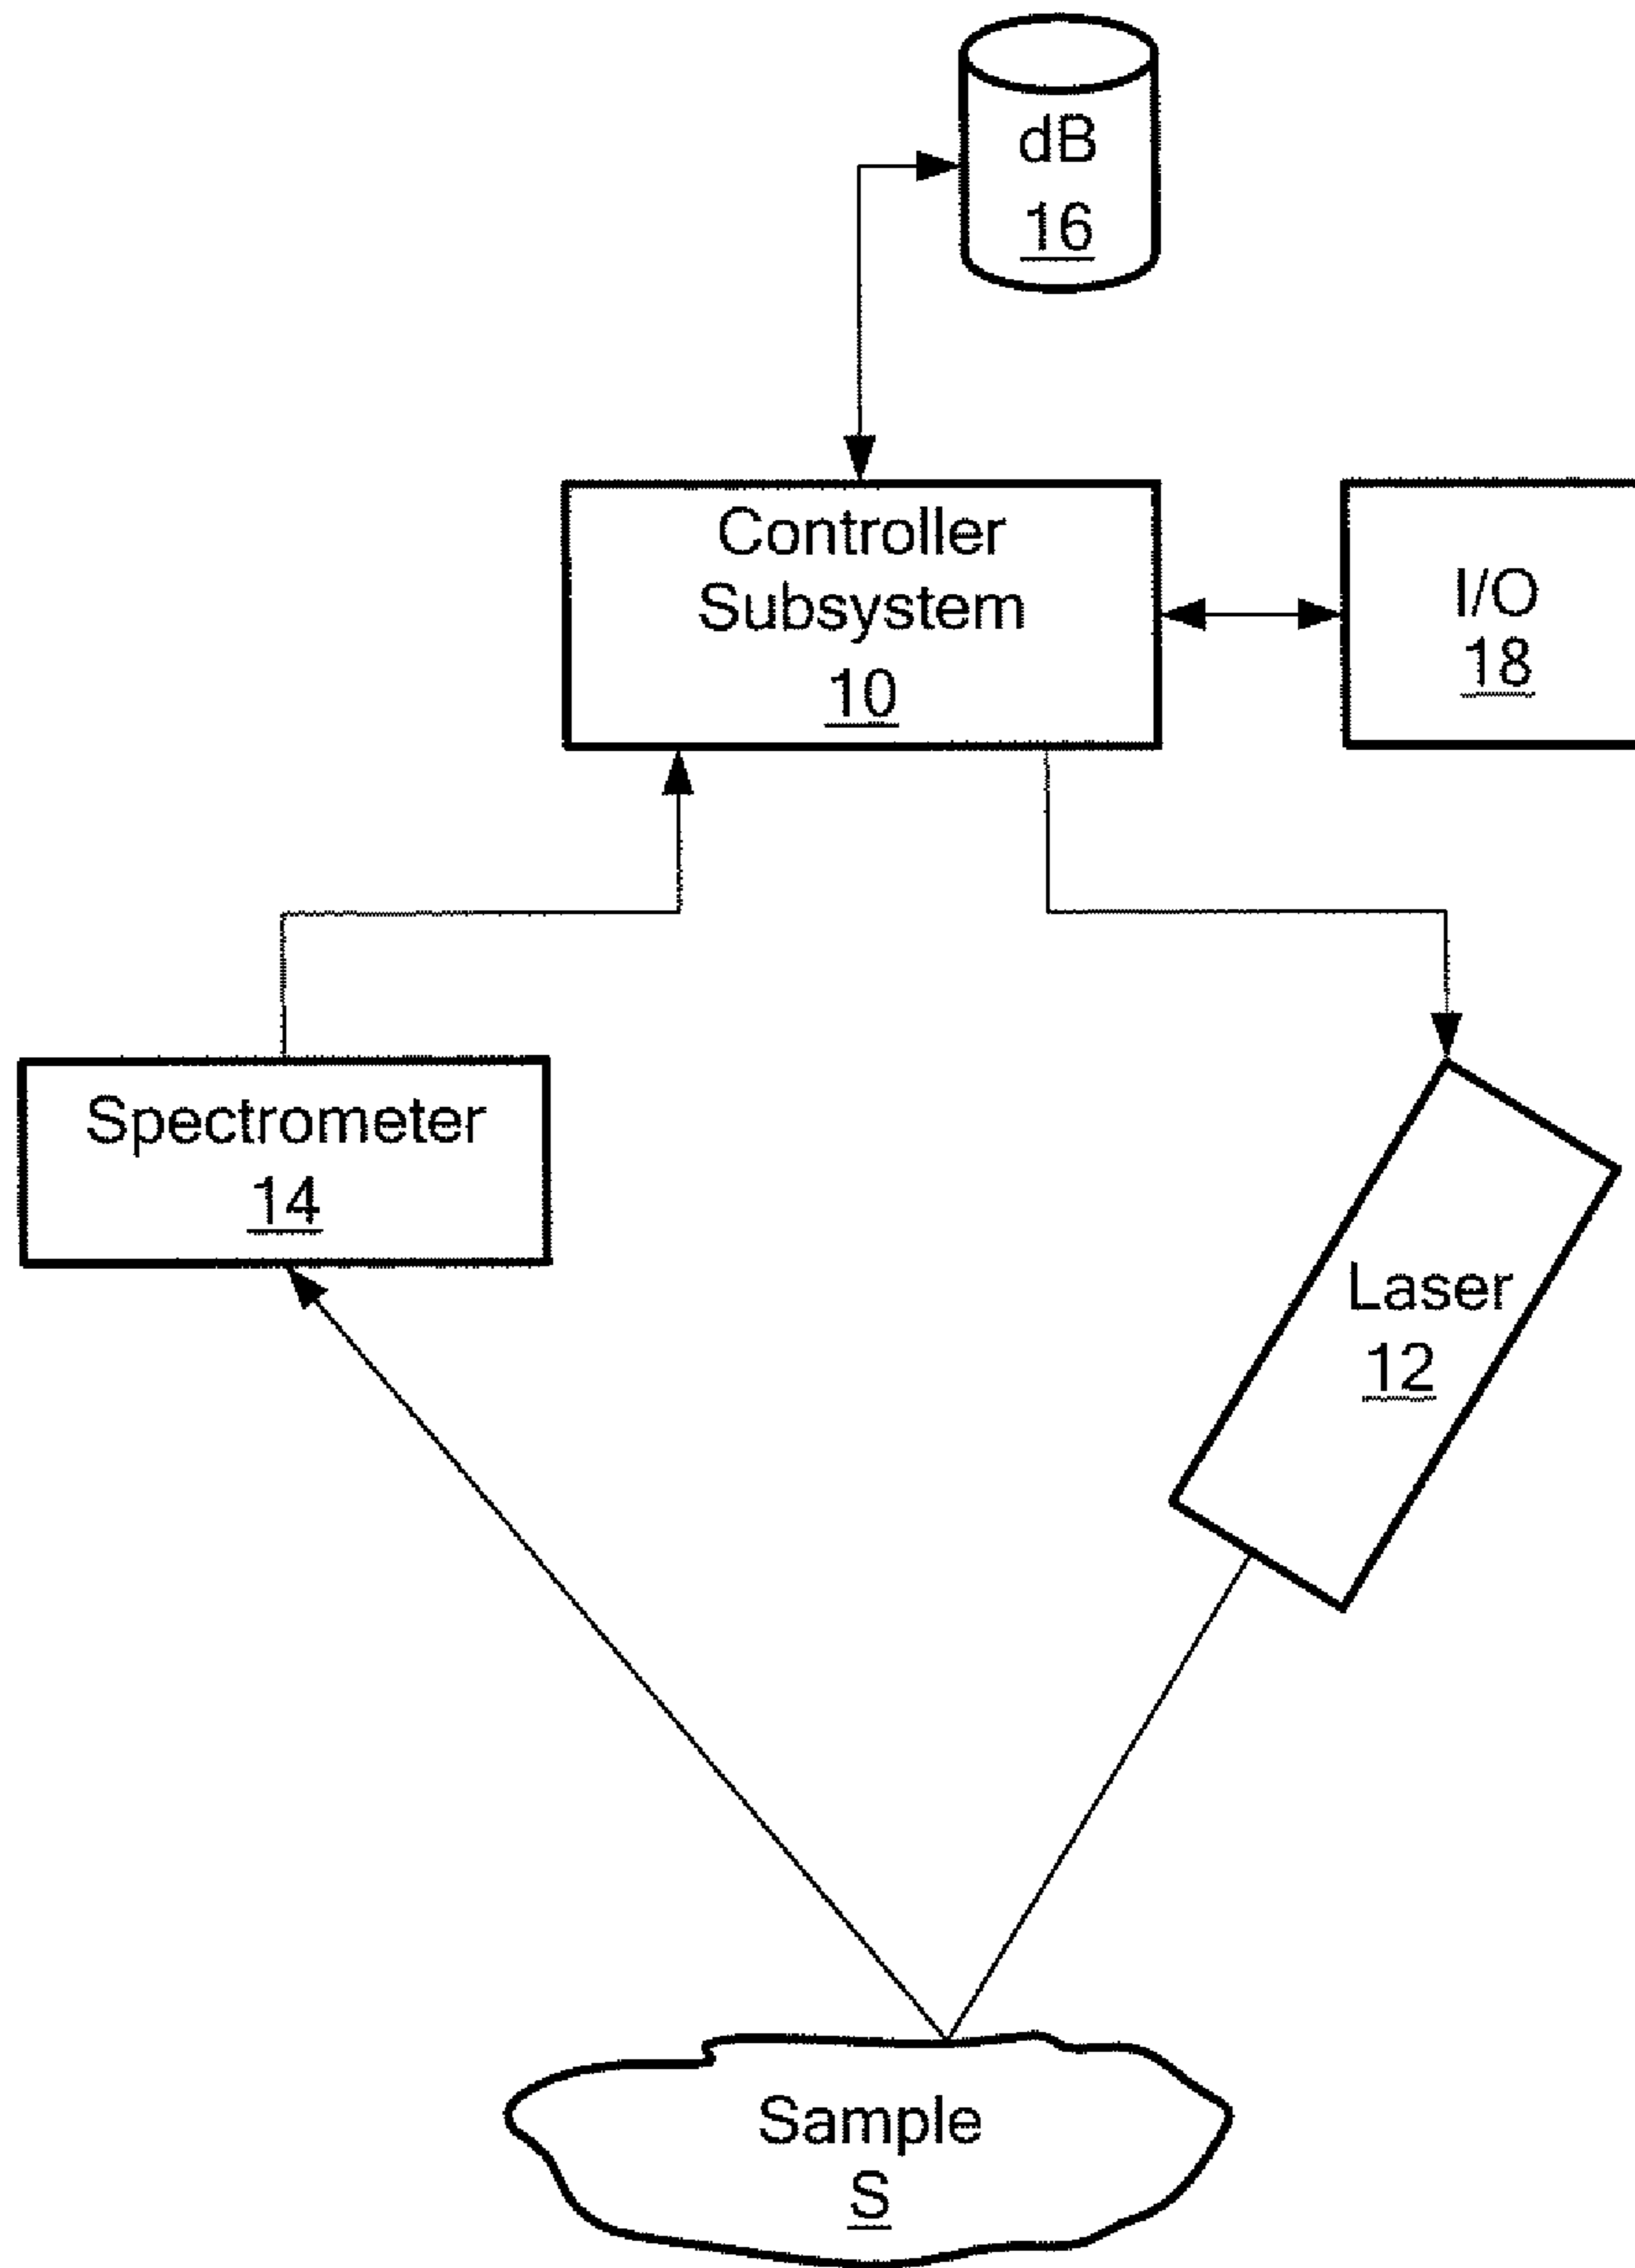 dB
16
Controller
Subsystem
10
I/O
18
Spectrometer
14
Laser
12
Sample
S